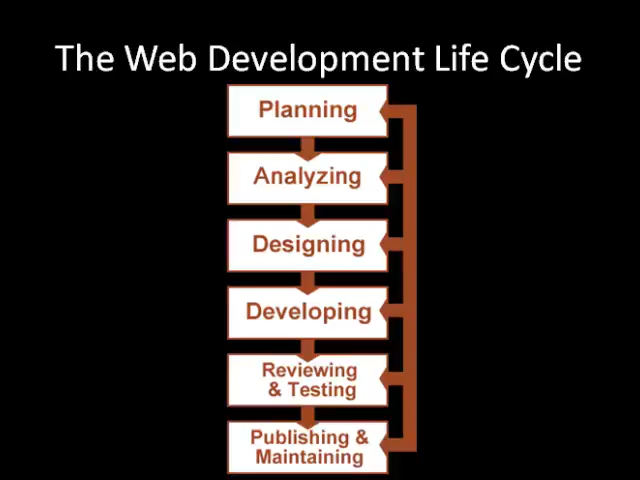 The Web Development Life Cycle
Planning
Analyzing
Designing
Developing
Reviewing
& Testing
Publishing &
Maintaining